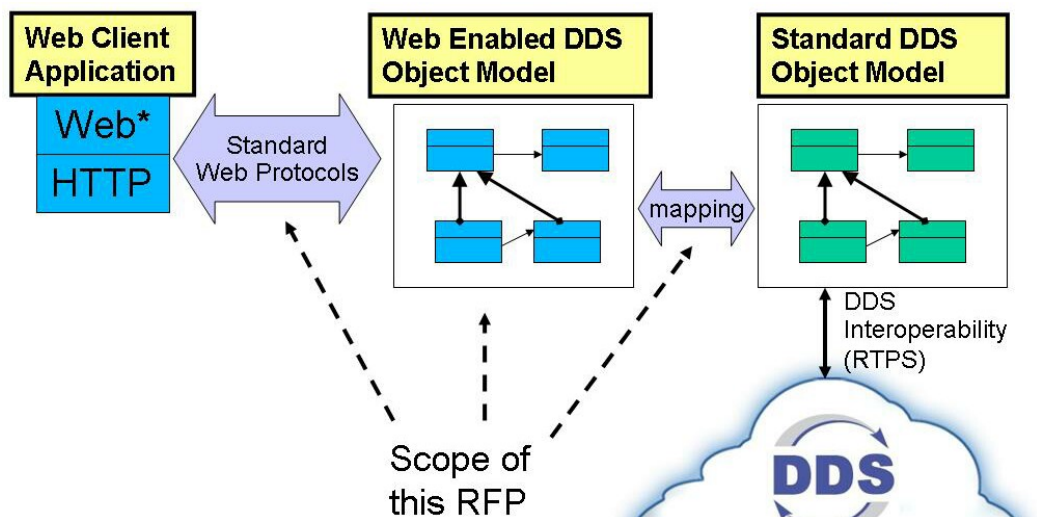 Web Client
Application
Web*
HTTP
Standard
Web Protocols
Web Enabled DDS
Object Model
mapping
Standard DDS
Object Model
DDS
Interoperability
(RTPS)
Scope of
this RFP
DDS